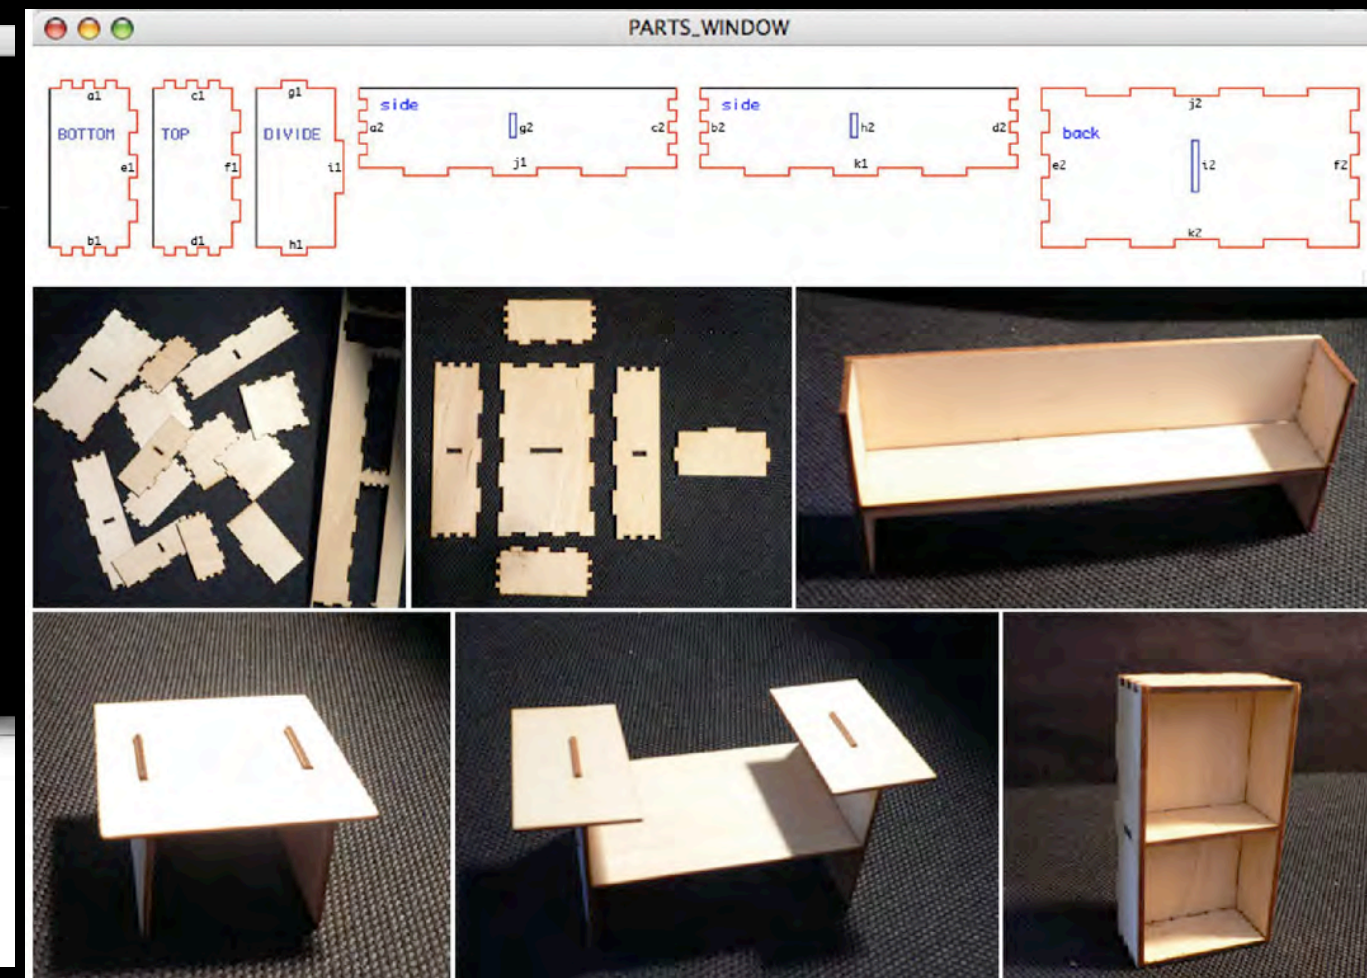 PARTS_WINDOW
a1
BOTTOM
e1
b1
c1
TOP
f1
d1
g1
DIVIDE
i1
h1
side
a2
g2
c2
j1
side
b2
h2
d2
k1
j2
back
e2
i2
f2
k2